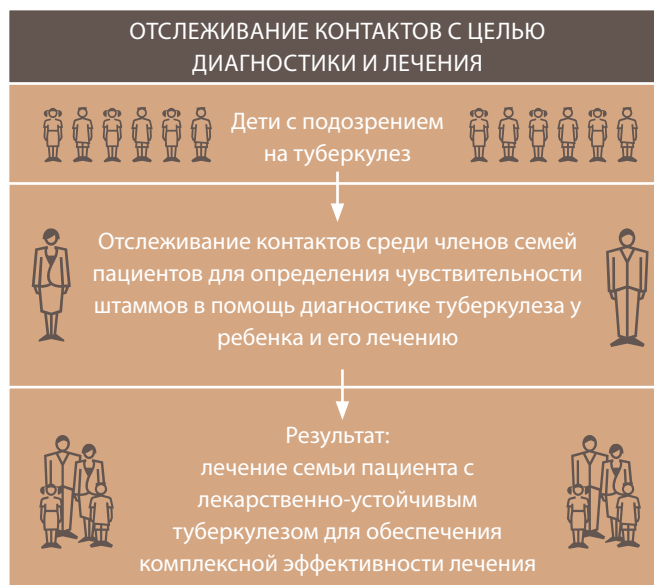 ОТСЛЕЖИВАНИЕ КОНТАКТОВ С ЦЕЛЬЮ
ДИАГНОСТИКИ И ЛЕЧЕНИЯ
Дети с подозрением
на туберкулез
Отслеживание контактов среди членов семей
пациентов для определения чувствительности
штаммов в помощь диагностике туберкулеза у
ребенка и его лечению
Результат:
лечение семьи пациента с
лекарственно-устойчивым
туберкулезом для обеспечения
комплексной эффективности лечения